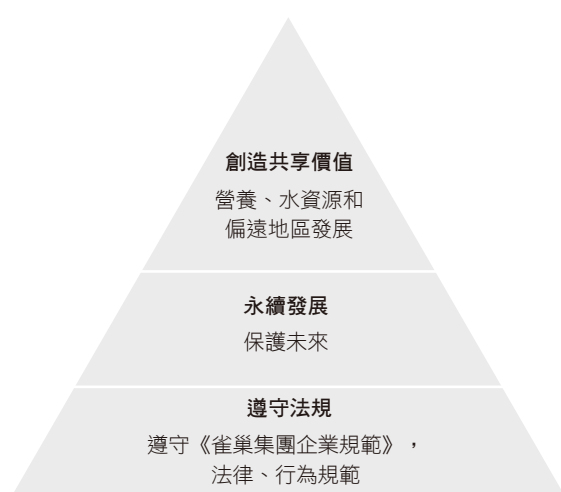 創造共享價值
營養、水資源和
偏遠地區發展
永續發展
保護未來
遵守法規
遵守《雀巢集團企業規範》，
法律、行為規範